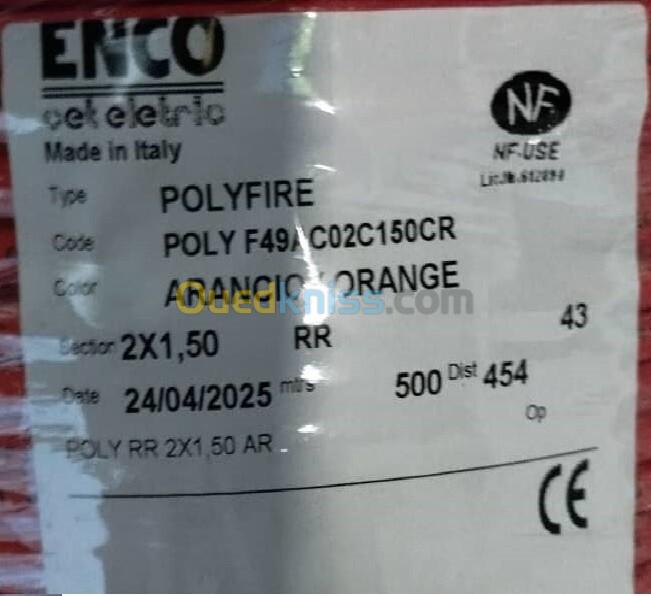 ENCO
cet eletric
Made in Italy
NF
NF-USE
Type POLYFIRE
Code POLY F49AC02C150CR
Color ARANCIO / ORANGE
Ouedkniss.com
Section 2X1,50 RR 43
Date 24/04/2025 mtrs 500 Dist 454
Op
POLY RR 2X1,50 AR
CE